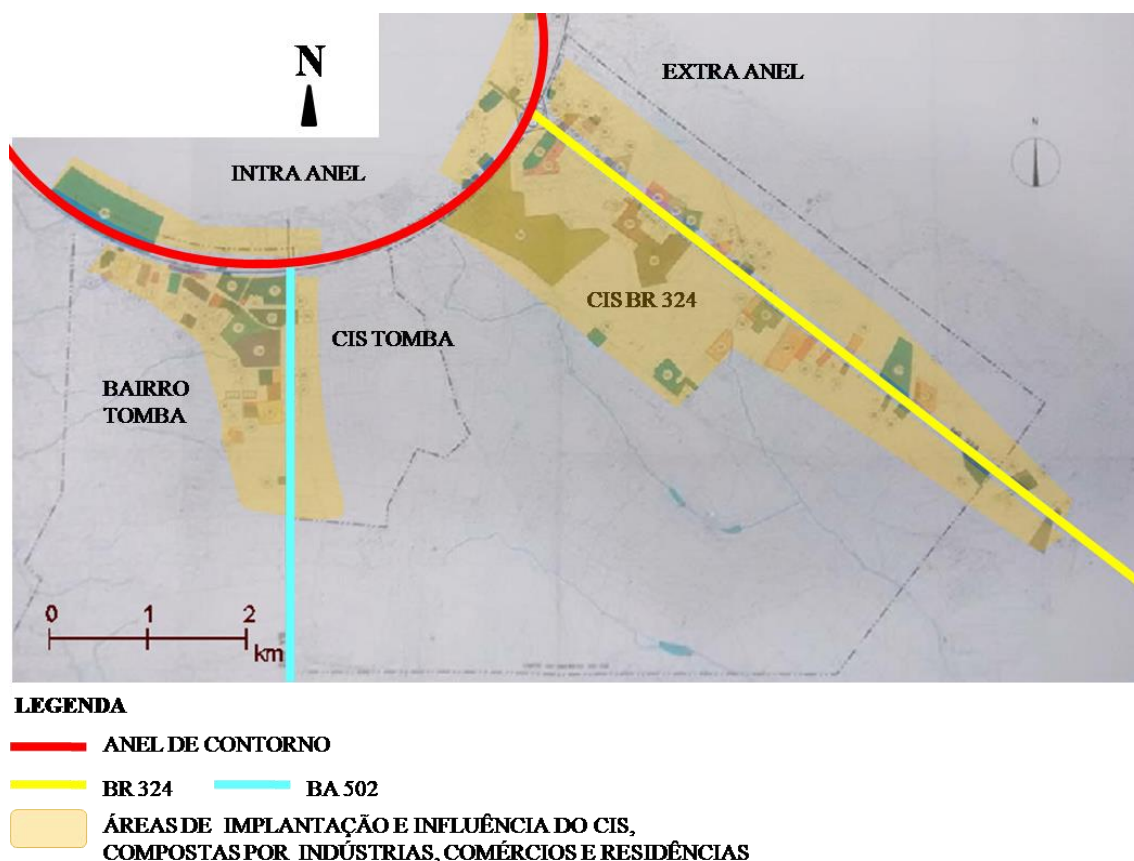 N
EXTRA ANEL
N
INTRA ANEL
CIS BR 324
CIS TOMBA
BAIRRO
TOMBA
0 1 2
km
LEGENDA
ANEL DE CONTORNO
BR 324 BA 502
ÁREAS DE IMPLANTAÇÃO E INFLUÊNCIA DO CIS,
COMPOSTAS POR INDÚSTRIAS, COMÉRCIOS E RESIDÊNCIAS